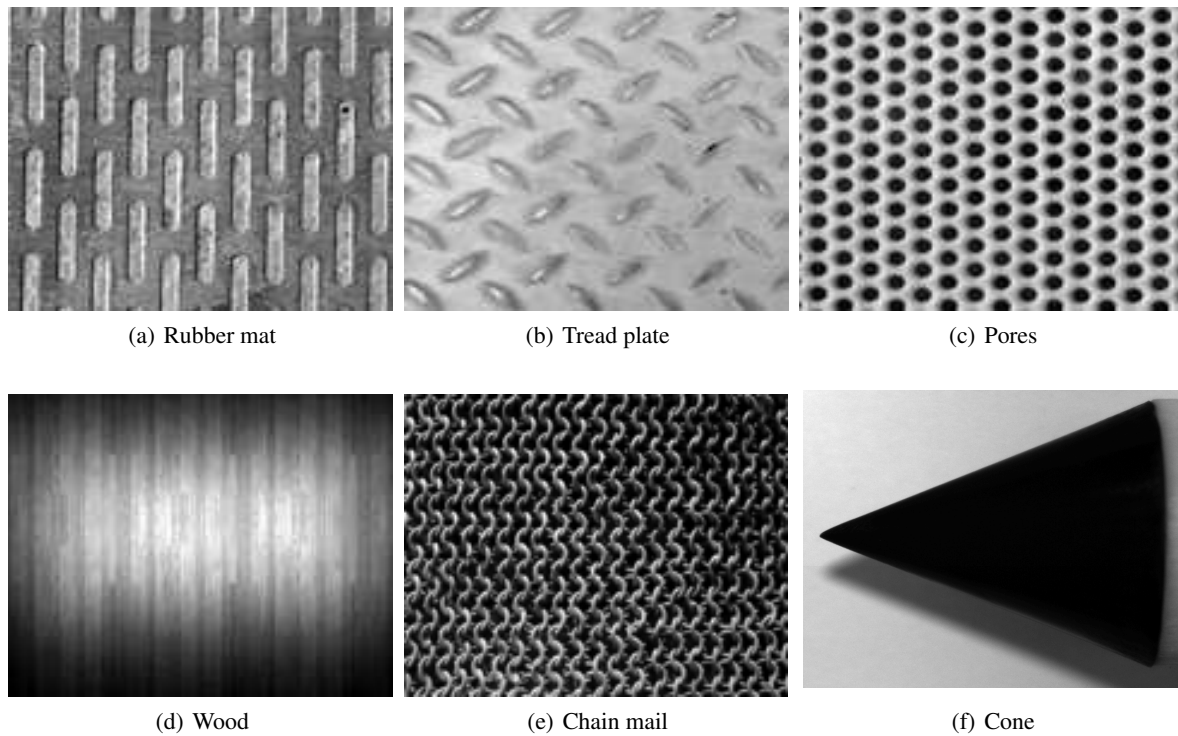 (a) Rubber mat
(b) Tread plate
(c) Pores
(d) Wood
(e) Chain mail
(f) Cone